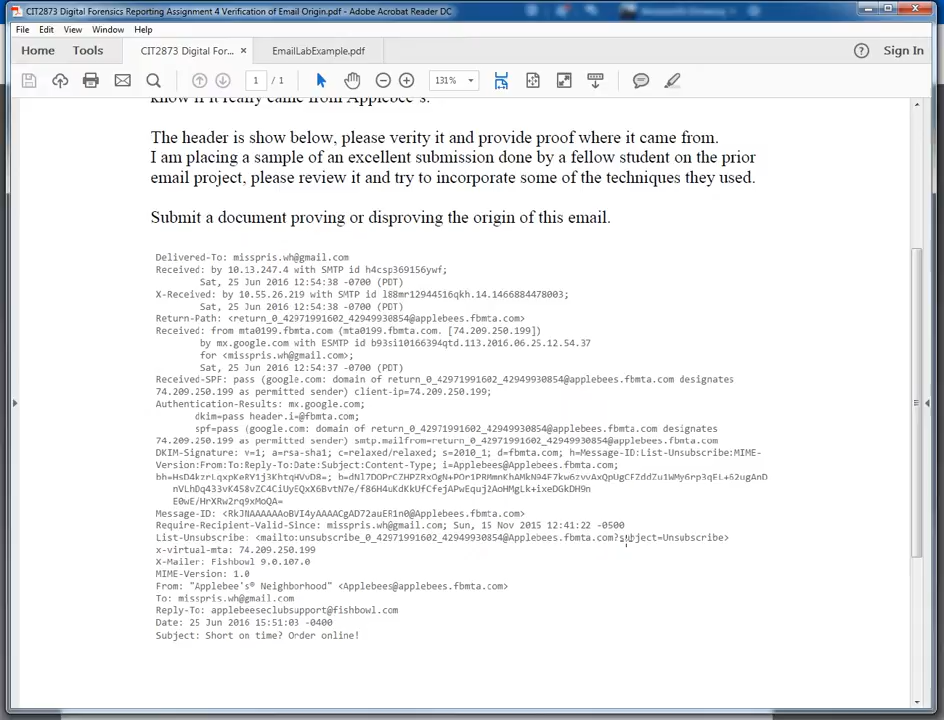 CIT2873 Digital Forensics Reporting Assignment 4 Verification of Email Origin.pdf - Adobe Acrobat Reader DC
File Edit View Window Help
Home Tools CIT2873 Digital For... × EmailLabExample.pdf Sign In
1 / 1 131%
know if it really came from Applebee's.
The header is show below, please verity it and provide proof where it came from.
I am placing a sample of an excellent submission done by a fellow student on the prior
email project, please review it and try to incorporate some of the techniques they used.
Submit a document proving or disproving the origin of this email.
Delivered-To: misspris.wh@gmail.com
Received: by 10.13.247.4 with SMTP id h4csp369156ywf;
Sat, 25 Jun 2016 12:54:38 -0700 (PDT)
X-Received: by 10.55.26.219 with SMTP id l88mr12944516qkh.14.1466884478003;
Sat, 25 Jun 2016 12:54:38 -0700 (PDT)
Return-Path: <return_0_42971991602_42949930854@applebees.fbmta.com>
Received: from mta0199.fbmta.com (mta0199.fbmta.com. [74.209.250.199])
by mx.google.com with ESMTP id b93si10166394qtd.113.2016.06.25.12.54.37
for <misspris.wh@gmail.com>;
Sat, 25 Jun 2016 12:54:37 -0700 (PDT)
Received-SPF: pass (google.com: domain of return_0_42971991602_42949930854@applebees.fbmta.com designates
74.209.250.199 as permitted sender) client-ip=74.209.250.199;
Authentication-Results: mx.google.com;
dkim=pass header.i=@fbmta.com;
spf=pass (google.com: domain of return_0_42971991602_42949930854@applebees.fbmta.com designates
74.209.250.199 as permitted sender) smtp.mailfrom=return_0_42971991602_42949930854@applebees.fbmta.com
DKIM-Signature: v=1; a=rsa-sha1; c=relaxed/relaxed; s=2010_1; d=fbmta.com; h=Message-ID:List-Unsubscribe:MIME-
Version:From:To:Reply-To:Date:Subject:Content-Type; i=Applebees@applebees.fbmta.com;
E0wE/HrXRw2rq9xMoQA=
Message-ID: <RkJNAAAAAAoBVI4yAAAACgAD72auER1n0@Applebees.fbmta.com>
Require-Recipient-Valid-Since: misspris.wh@gmail.com; Sun, 15 Nov 2015 12:41:22 -0500
List-Unsubscribe: <mailto:unsubscribe_0_42971991602_42949930854@Applebees.fbmta.com?subject=Unsubscribe>
x-virtual-mta: 74.209.250.199
X-Mailer: Fishbowl 9.0.107.0
MIME-Version: 1.0
From: "Applebee's® Neighborhood" <Applebees@applebees.fbmta.com>
To: misspris.wh@gmail.com
Reply-To: applebeeseclubsupport@fishbowl.com
Date: 25 Jun 2016 15:51:03 -0400
Subject: Short on time? Order online!